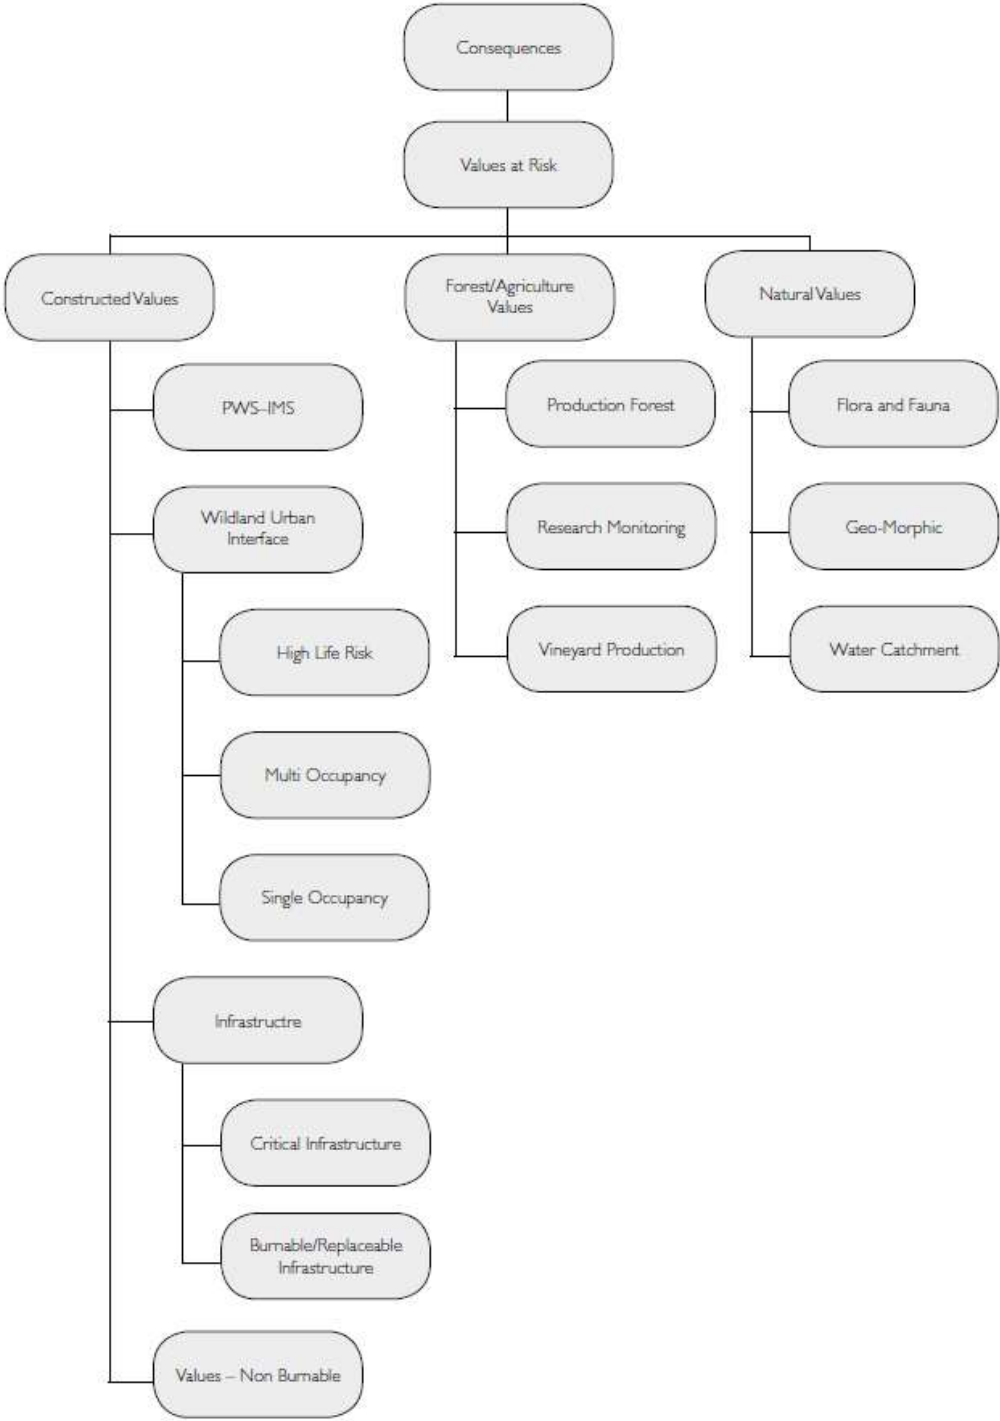 Consequences
Values at Risk
Constructed Values
Forest/Agriculture
Values
Natural Values
PWS–IMS
Wildland Urban
Interface
High Life Risk
Multi Occupancy
Single Occupancy
Infrastructre
Critical Infrastructure
Burnable/Replaceable
Infrastructure
Values – Non Burnable
Production Forest
Research Monitoring
Vineyard Production
Flora and Fauna
Geo-Morphic
Water Catchment